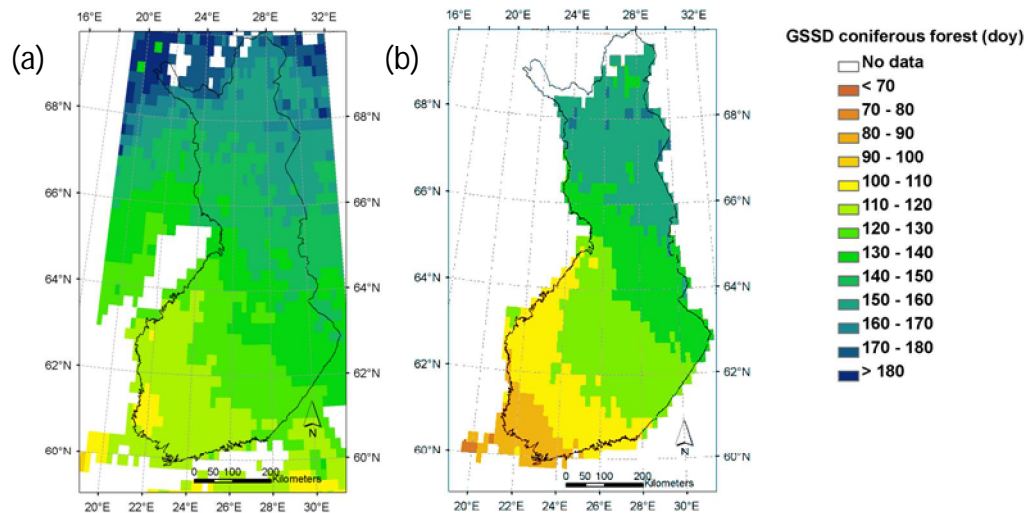 16°E 20°E 24°E 28°E 32°E
(a)
68°N 68°N
66°N 66°N
64°N 64°N
62°N 62°N
60°N 60°N
N
0 50 100 200
Kilometers
20°E 22°E 24°E 26°E 28°E 30°E
16°E 20°E 24°E 28°E 32°E
(b)
68°N 68°N
66°N 66°N
64°N 64°N
62°N 62°N
60°N 60°N
N
0 50 100 200
Kilometers
20°E 22°E 24°E 26°E 28°E 30°E
GSSD coniferous forest (doy)
No data
< 70
70 - 80
80 - 90
90 - 100
100 - 110
110 - 120
120 - 130
130 - 140
140 - 150
150 - 160
160 - 170
170 - 180
> 180